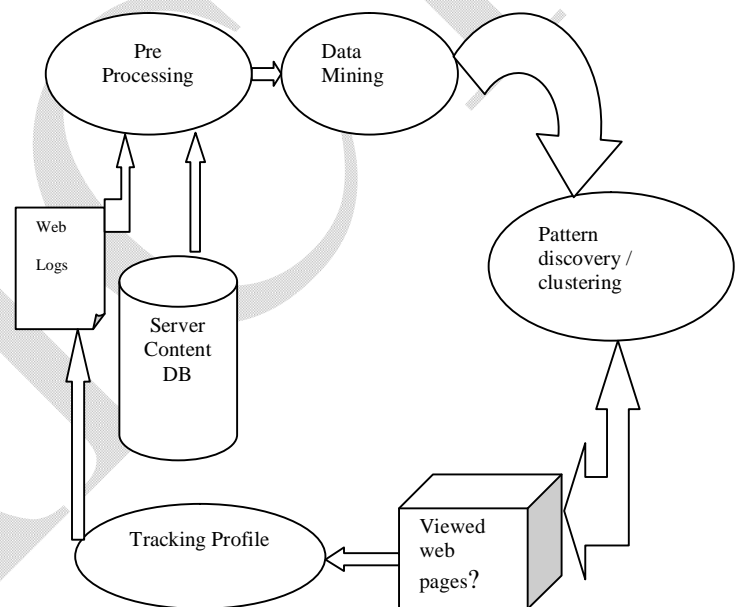 Pre
Processing
Data
Mining
Web
Logs
Pattern
discovery /
clustering
Server
Content
DB
Tracking Profile
Viewed
web
pages?